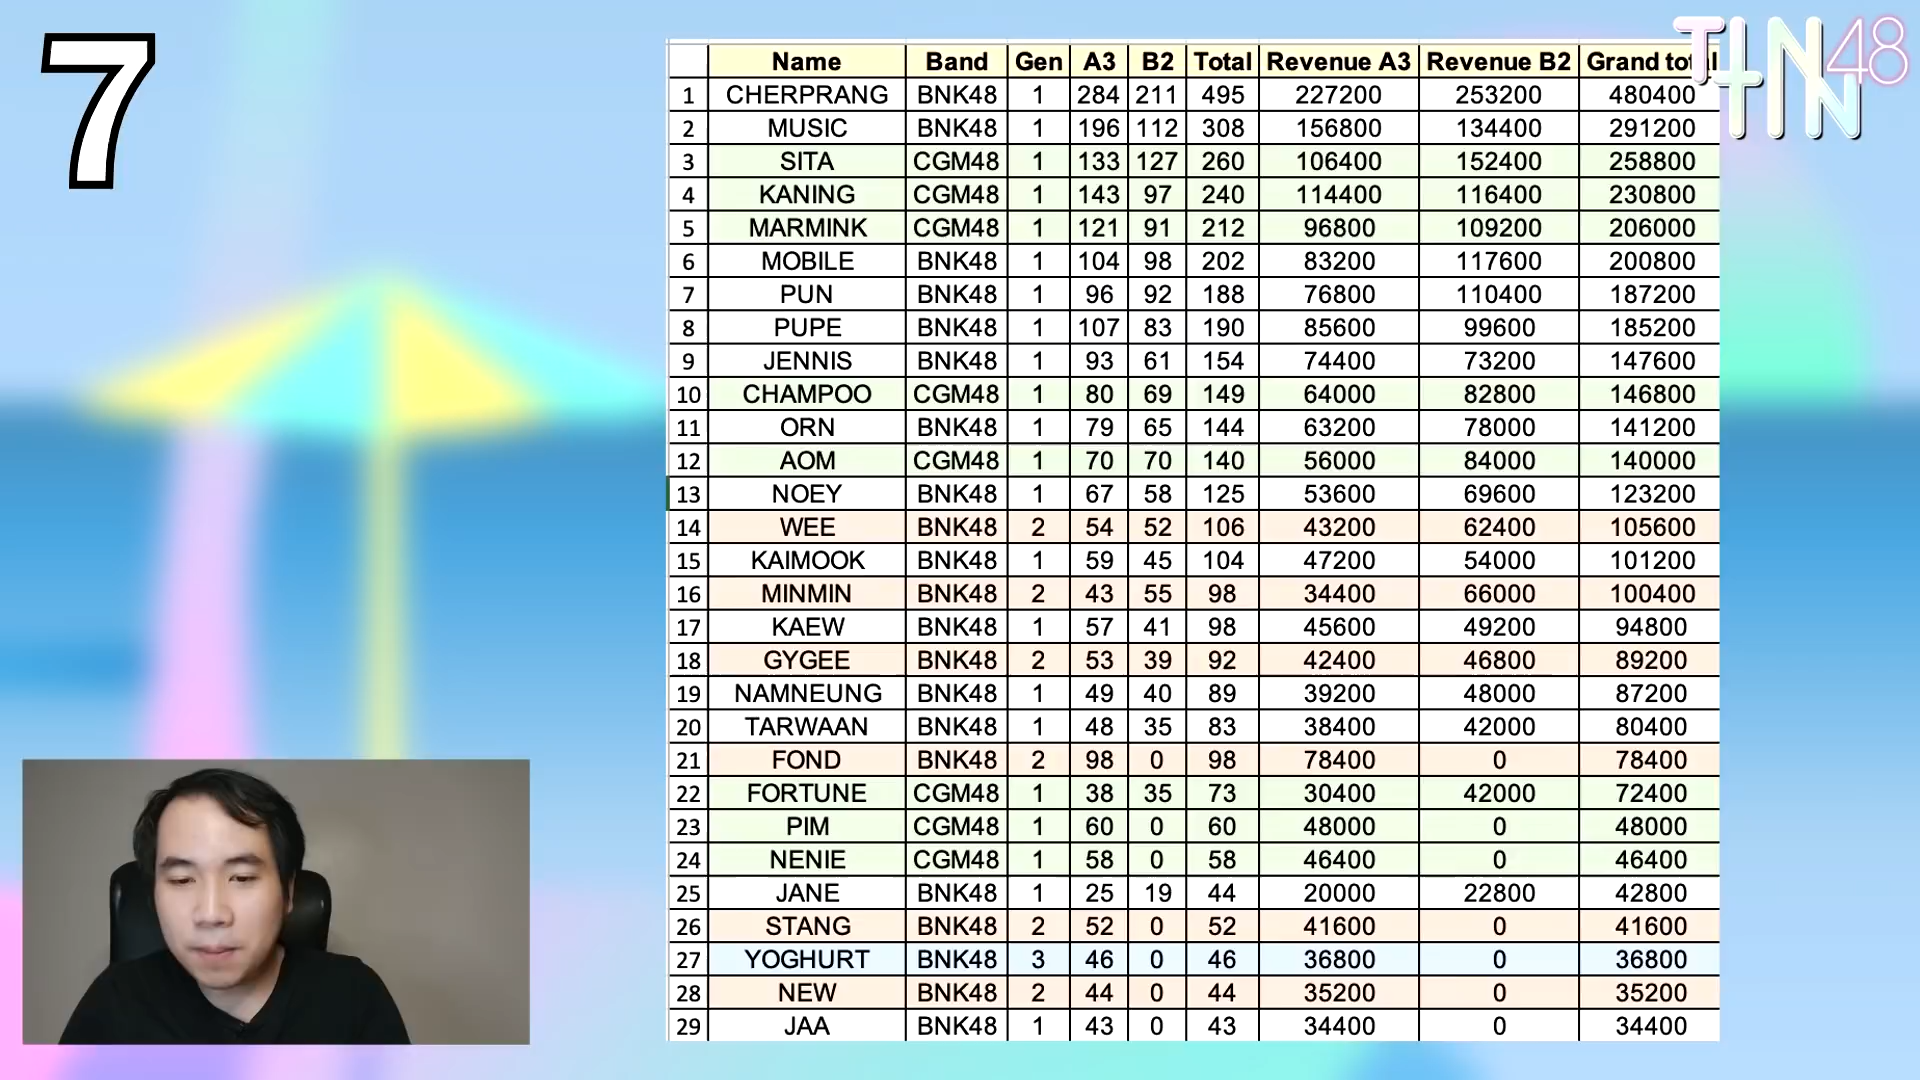 7
TIN48
TIN
Name Band Gen A3 B2 Total Revenue A3 Revenue B2 Grand total
1 CHERPRANG BNK48 1 284 211 495 227200 253200 480400
2 MUSIC BNK48 1 196 112 308 156800 134400 291200
3 SITA CGM48 1 133 127 260 106400 152400 258800
4 KANING CGM48 1 143 97 240 114400 116400 230800
5 MARMINK CGM48 1 121 91 212 96800 109200 206000
6 MOBILE BNK48 1 104 98 202 83200 117600 200800
7 PUN BNK48 1 96 92 188 76800 110400 187200
8 PUPE BNK48 1 107 83 190 85600 99600 185200
9 JENNIS BNK48 1 93 61 154 74400 73200 147600
10 CHAMPOO CGM48 1 80 69 149 64000 82800 146800
11 ORN BNK48 1 79 65 144 63200 78000 141200
12 AOM CGM48 1 70 70 140 56000 84000 140000
13 NOEY BNK48 1 67 58 125 53600 69600 123200
14 WEE BNK48 2 54 52 106 43200 62400 105600
15 KAIMOOK BNK48 1 59 45 104 47200 54000 101200
16 MINMIN BNK48 2 43 55 98 34400 66000 100400
17 KAEW BNK48 1 57 41 98 45600 49200 94800
18 GYGEE BNK48 2 53 39 92 42400 46800 89200
19 NAMNEUNG BNK48 1 49 40 89 39200 48000 87200
20 TARWAAN BNK48 1 48 35 83 38400 42000 80400
21 FOND BNK48 2 98 0 98 78400 0 78400
22 FORTUNE CGM48 1 38 35 73 30400 42000 72400
23 PIM CGM48 1 60 0 60 48000 0 48000
24 NENIE CGM48 1 58 0 58 46400 0 46400
25 JANE BNK48 1 25 19 44 20000 22800 42800
26 STANG BNK48 2 52 0 52 41600 0 41600
27 YOGHURT BNK48 3 46 0 46 36800 0 36800
28 NEW BNK48 2 44 0 44 35200 0 35200
29 JAA BNK48 1 43 0 43 34400 0 34400